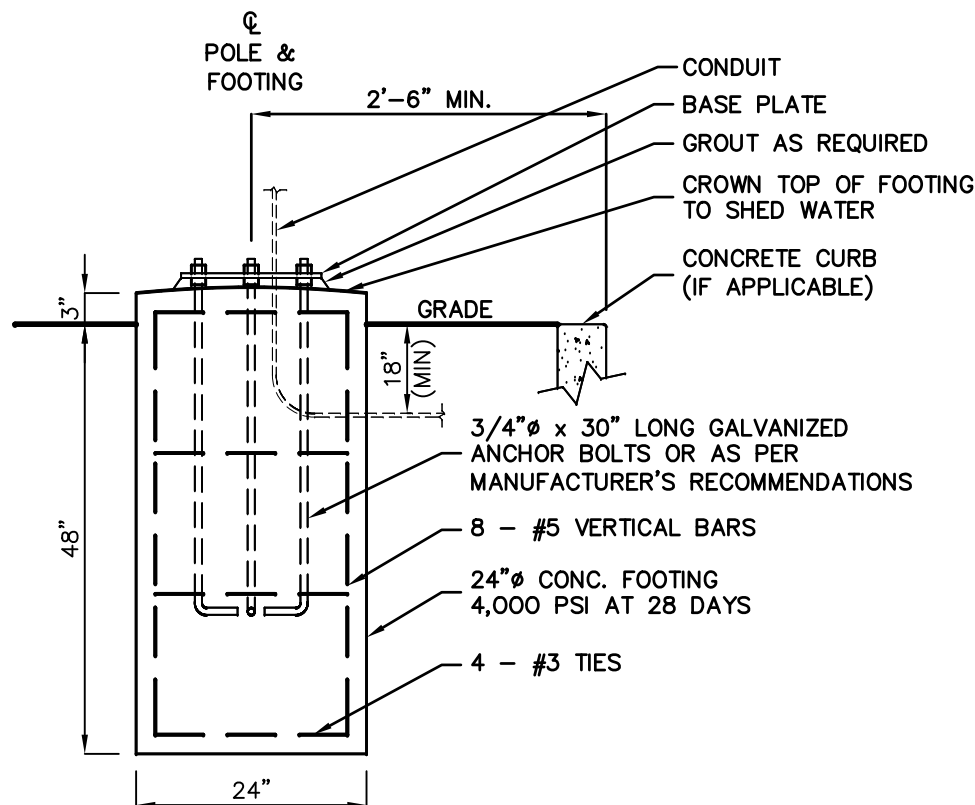 ℄
POLE &
FOOTING
2'-6" MIN.
CONDUIT
BASE PLATE
GROUT AS REQUIRED
CROWN TOP OF FOOTING
TO SHED WATER
CONCRETE CURB
(IF APPLICABLE)
3"
GRADE
18"
(MIN)
3/4"ø x 30" LONG GALVANIZED
ANCHOR BOLTS OR AS PER
MANUFACTURER'S RECOMMENDATIONS
48"
8 - #5 VERTICAL BARS
24"ø CONC. FOOTING
4,000 PSI AT 28 DAYS
4 - #3 TIES
24"